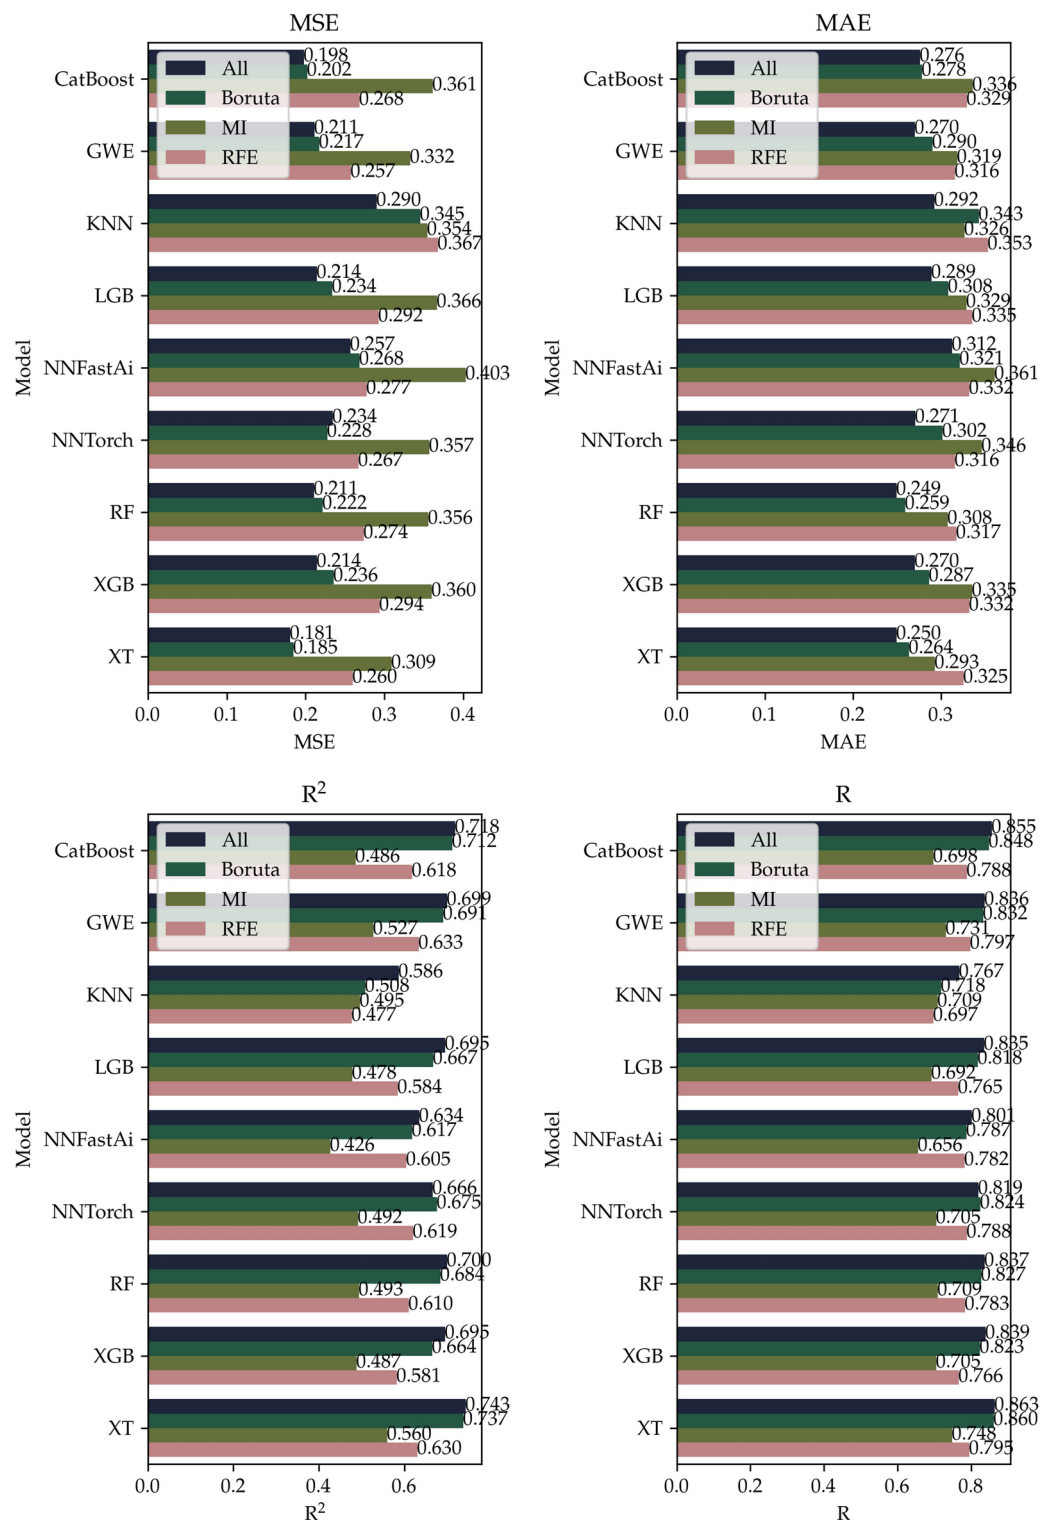 MSE
All
Boruta
MI
RFE
CatBoost
0.198
0.202
0.361
0.268
GWE
0.211
0.217
0.332
0.257
KNN
0.290
0.345
0.354
0.367
LGB
0.214
0.234
0.366
0.292
NNFastAi
0.257
0.268
0.403
0.277
NNTorch
0.234
0.228
0.357
0.267
RF
0.211
0.222
0.356
0.274
XGB
0.214
0.236
0.360
0.294
XT
0.181
0.185
0.309
0.260
Model
0.0 0.1 0.2 0.3 0.4
MSE
MAE
All
Boruta
MI
RFE
CatBoost
0.276
0.278
0.336
0.329
GWE
0.270
0.290
0.319
0.316
KNN
0.292
0.343
0.326
0.353
LGB
0.289
0.308
0.329
0.335
NNFastAi
0.312
0.321
0.361
0.332
NNTorch
0.271
0.302
0.346
0.316
RF
0.249
0.259
0.308
0.317
XGB
0.270
0.287
0.335
0.332
XT
0.250
0.264
0.293
0.325
Model
0.0 0.1 0.2 0.3
MAE
R²
All
Boruta
MI
RFE
CatBoost
0.718
0.712
0.486
0.618
GWE
0.699
0.691
0.527
0.633
KNN
0.586
0.508
0.495
0.477
LGB
0.695
0.667
0.478
0.584
NNFastAi
0.634
0.617
0.426
0.605
NNTorch
0.666
0.675
0.492
0.619
RF
0.700
0.684
0.493
0.610
XGB
0.695
0.664
0.487
0.581
XT
0.743
0.737
0.560
0.630
Model
0.0 0.2 0.4 0.6
R²
R
All
Boruta
MI
RFE
CatBoost
0.855
0.848
0.698
0.788
GWE
0.836
0.832
0.731
0.797
KNN
0.767
0.718
0.709
0.697
LGB
0.835
0.818
0.692
0.765
NNFastAi
0.801
0.787
0.656
0.782
NNTorch
0.819
0.824
0.705
0.788
RF
0.837
0.827
0.709
0.783
XGB
0.839
0.823
0.705
0.766
XT
0.863
0.860
0.748
0.795
Model
0.0 0.2 0.4 0.6 0.8
R